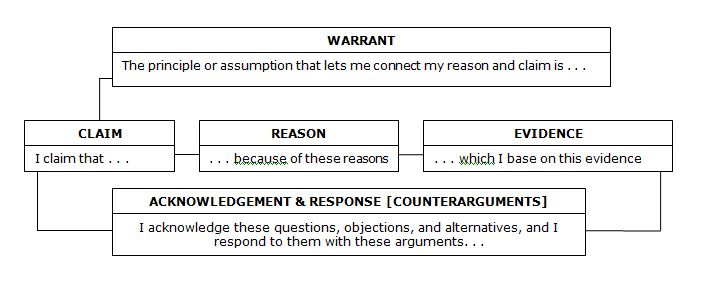 WARRANT
The principle or assumption that lets me connect my reason and claim is . . .
CLAIM
I claim that . . .
REASON
. . . because of these reasons
EVIDENCE
. . . which I base on this evidence
ACKNOWLEDGEMENT & RESPONSE [COUNTERARGUMENTS]
I acknowledge these questions, objections, and alternatives, and I
respond to them with these arguments. . .